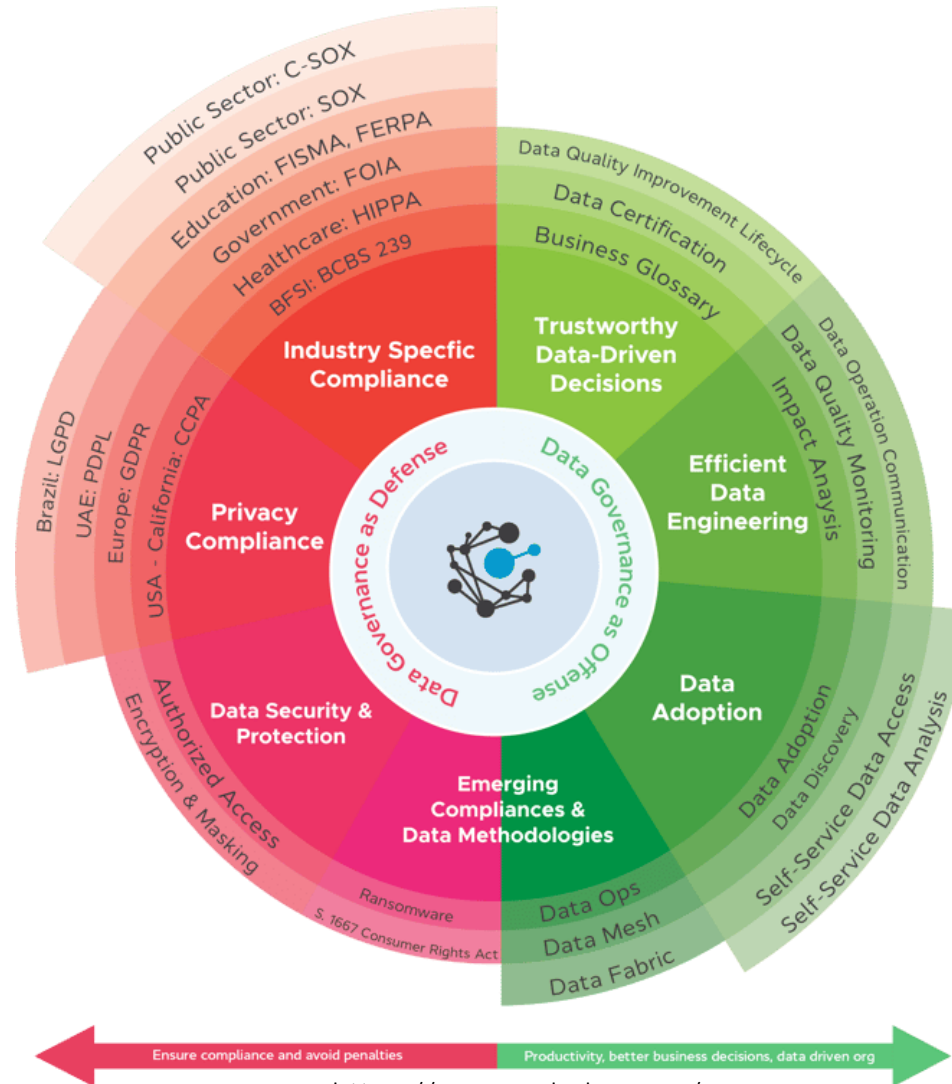 Public Sector: C-SOX
Public Sector: SOX
Education: FISMA, FERPA
Government: FOIA
Healthcare: HIPPA
BFSI: BCBS 239
Industry Specfic
Compliance
Data Quality Improvement Lifecycle
Data Certification
Business Glossary
Trustworthy
Data-Driven
Decisions
Data Operation Communication
Data Quality Monitoring
Impact Analysis
Efficient
Data
Engineering
Brazil: LGPD
UAE: PDPL
Europe: GDPR
USA - California: CCPA
Privacy
Compliance
Data Governance as Defense
Data Governance as Offense
Data Security &
Protection
Authorized Access
Encryption & Masking
Data
Adoption
Data Adoption
Data Discovery
Self-Service Data Access
Self-Service Data Analysis
Emerging
Compliances &
Data Methodologies
Ransomware
S. 1667 Consumer Rights Act
Data Ops
Data Mesh
Data Fabric
Ensure compliance and avoid penalties
Productivity, better business decisions, data driven org